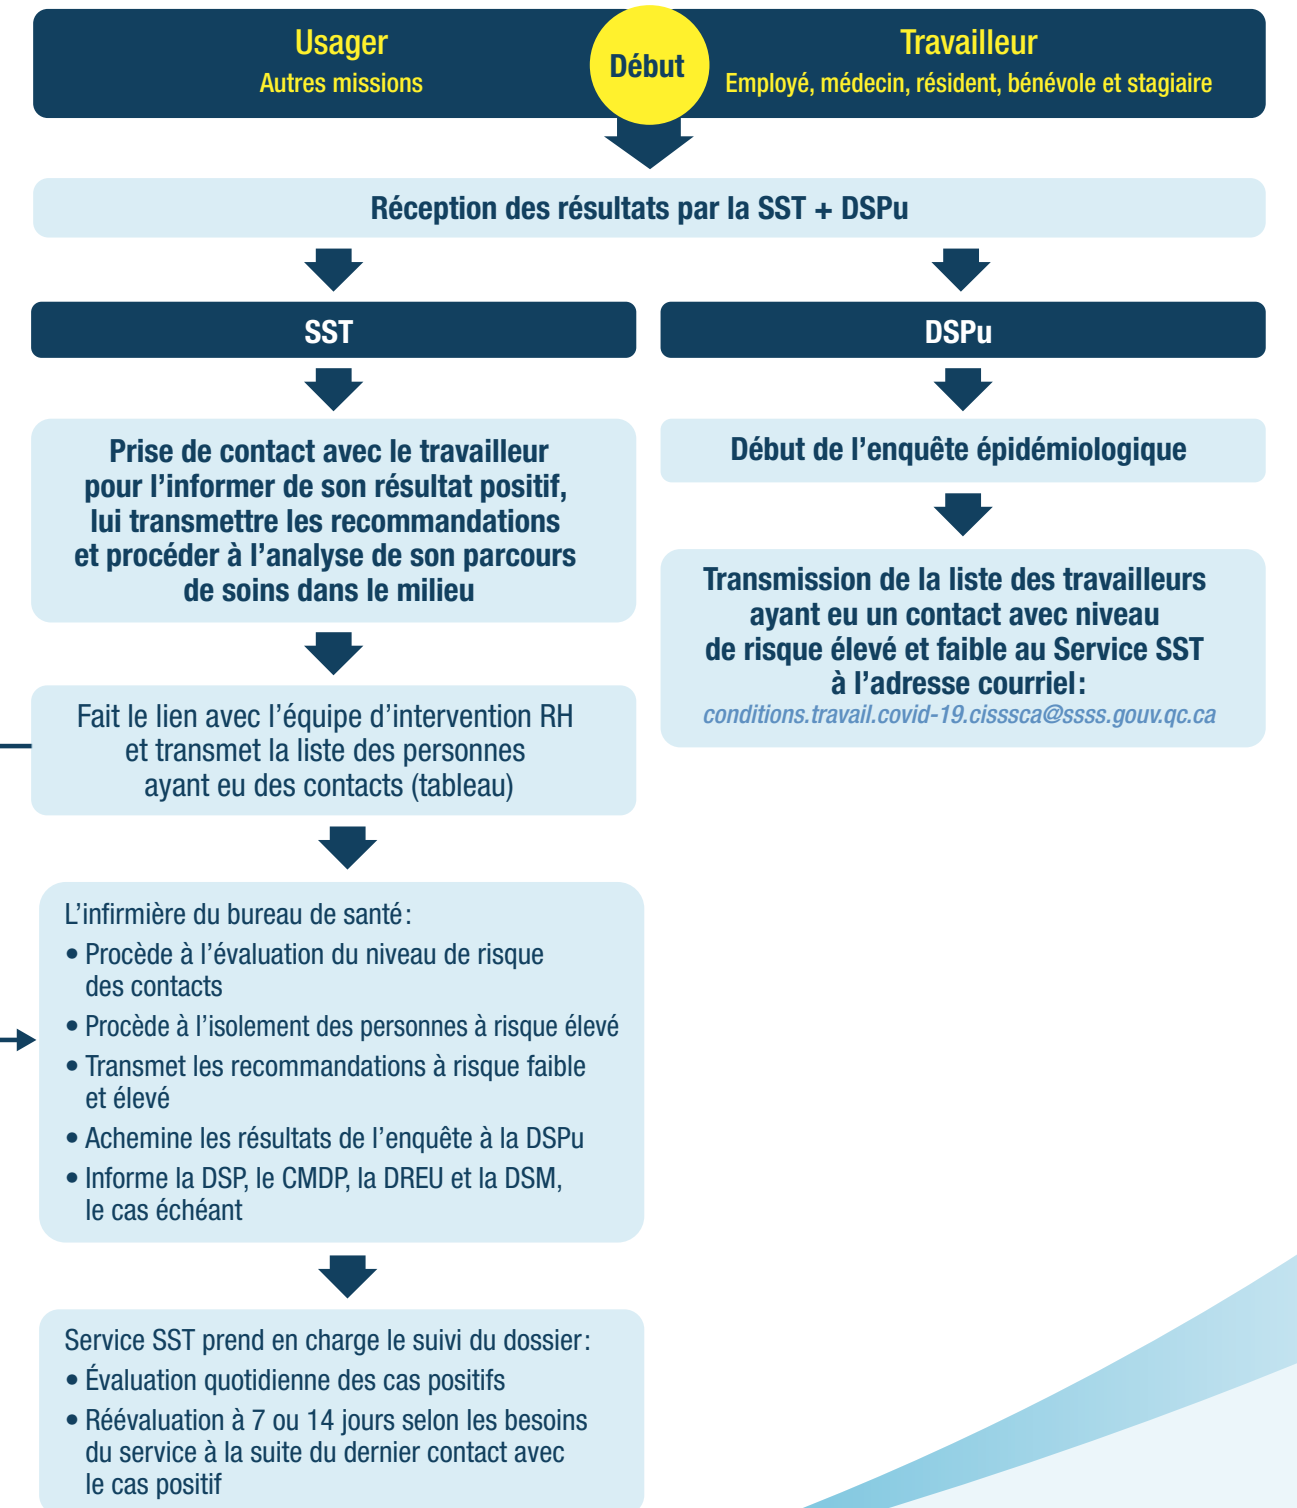 Usager
Autres missions
Début
Travailleur
Employé, médecin, résident, bénévole et stagiaire
Réception des résultats par la SST + DSPu
SST
Prise de contact avec le travailleur
pour l’informer de son résultat positif,
lui transmettre les recommandations
et procéder à l’analyse de son parcours
de soins dans le milieu
Fait le lien avec l’équipe d’intervention RH
et transmet la liste des personnes
ayant eu des contacts (tableau)
L’infirmière du bureau de santé :
• Procède à l’évaluation du niveau de risque
des contacts
• Procède à l’isolement des personnes à risque élevé
• Transmet les recommandations à risque faible
et élevé
• Achemine les résultats de l’enquête à la DSPu
• Informe la DSP, le CMDP, la DREU et la DSM,
le cas échéant
Service SST prend en charge le suivi du dossier :
• Évaluation quotidienne des cas positifs
• Réévaluation à 7 ou 14 jours selon les besoins
du service à la suite du dernier contact avec
le cas positif
DSPu
Début de l’enquête épidémiologique
Transmission de la liste des travailleurs
ayant eu un contact avec niveau
de risque élevé et faible au Service SST
à l’adresse courriel :
conditions.travail.covid-19.cisssca@ssss.gouv.qc.ca